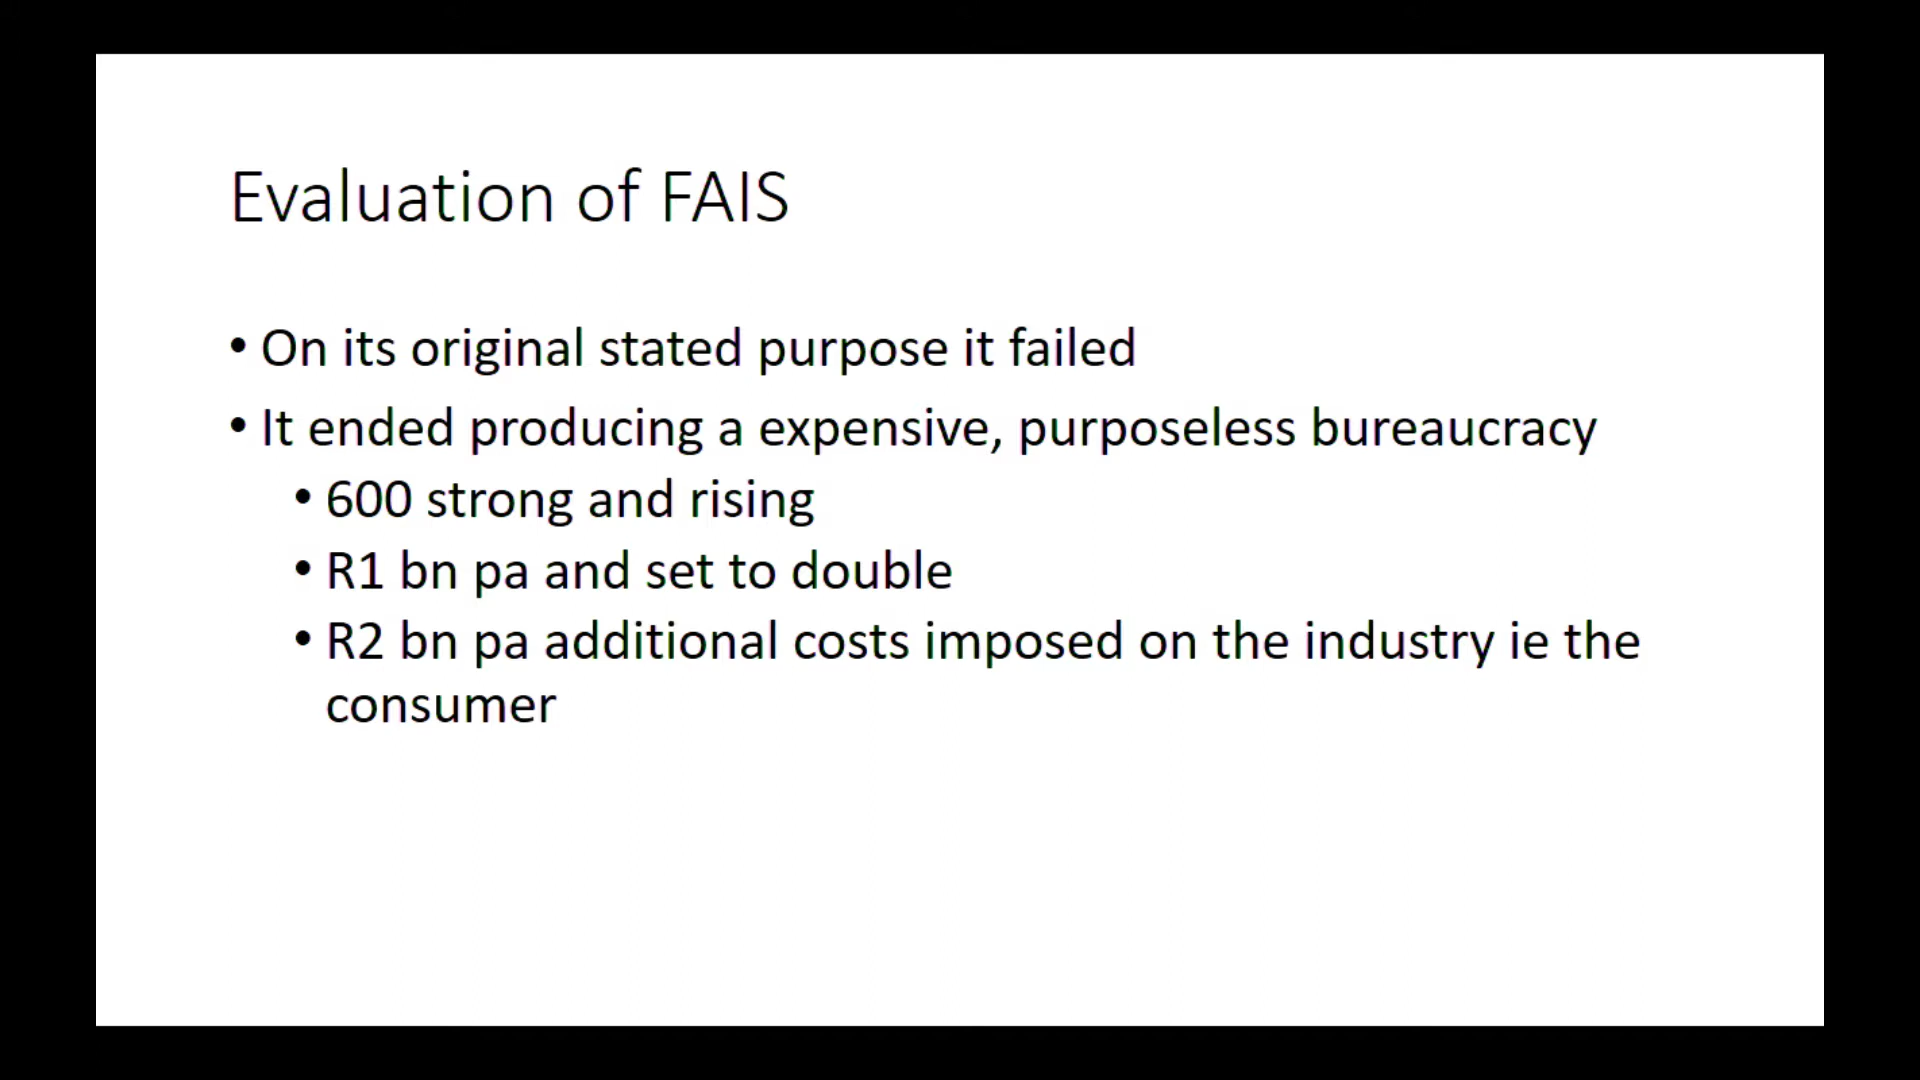 Evaluation of FAIS
• On its original stated purpose it failed
• It ended producing a expensive, purposeless bureaucracy
• 600 strong and rising
• R1 bn pa and set to double
• R2 bn pa additional costs imposed on the industry ie the
consumer